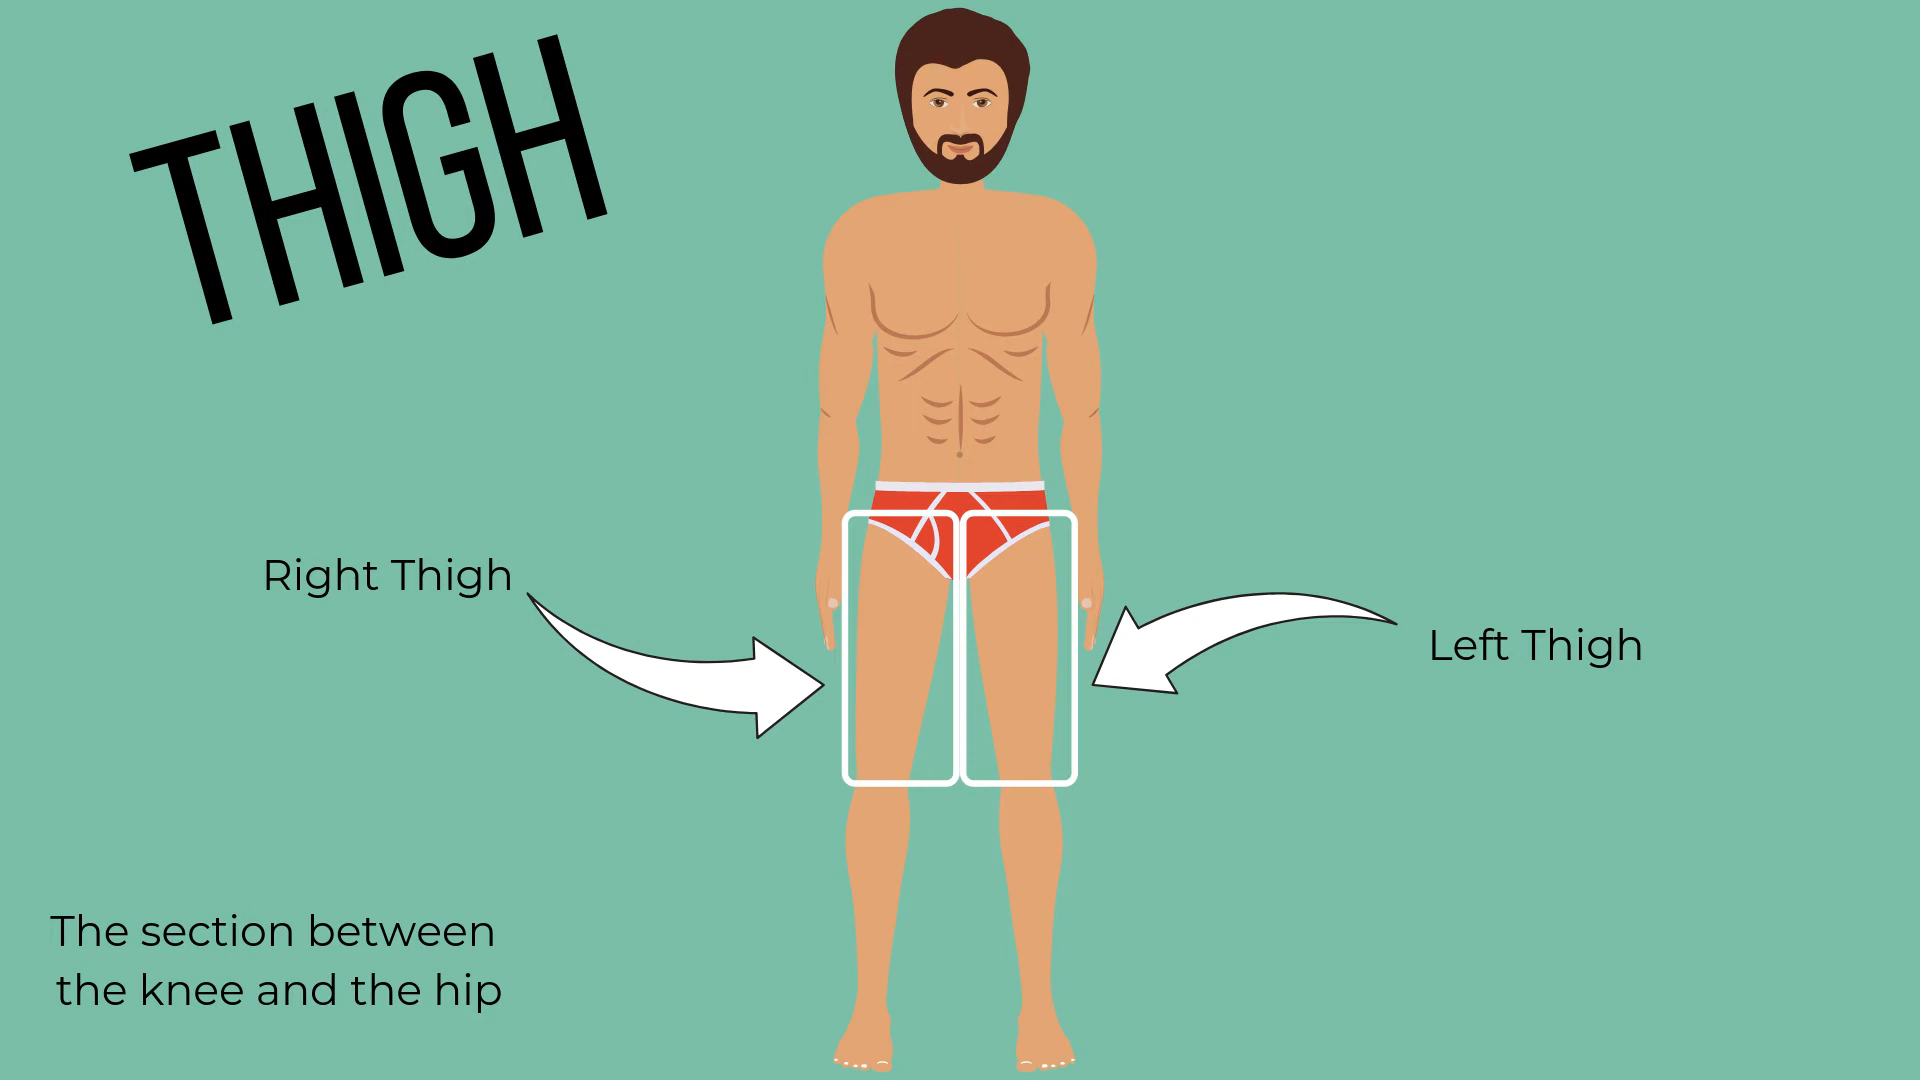 THIGH
Right Thigh
Left Thigh
The section between
the knee and the hip